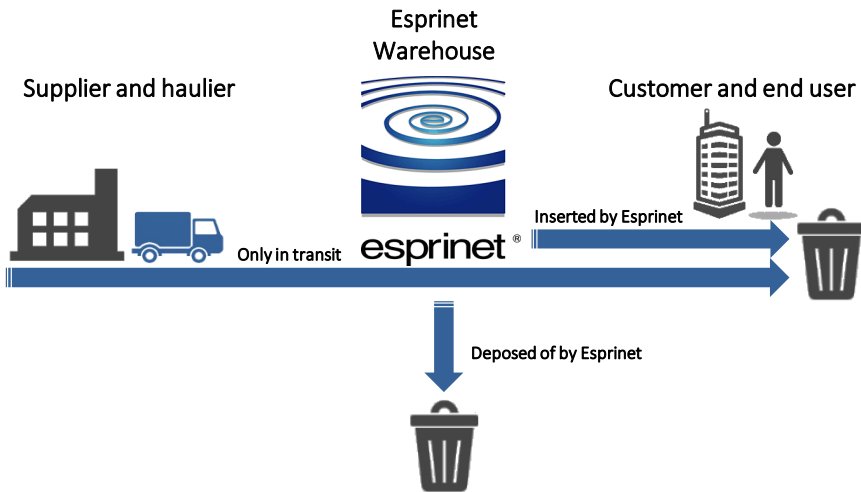 Esprinet
Warehouse
Supplier and haulier
Customer and end user
e
Inserted by Esprinet
esprinet®
Only in transit
Deposed of by Esprinet